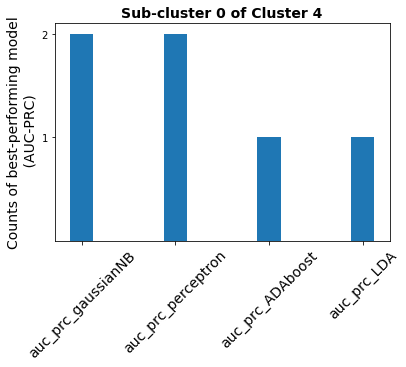 Sub-cluster 0 of Cluster 4
Counts of best-performing model
(AUC-PRC)
2
1
auc_prc_gaussianNB
auc_prc_perceptron
auc_prc_ADAboost
auc_prc_LDA